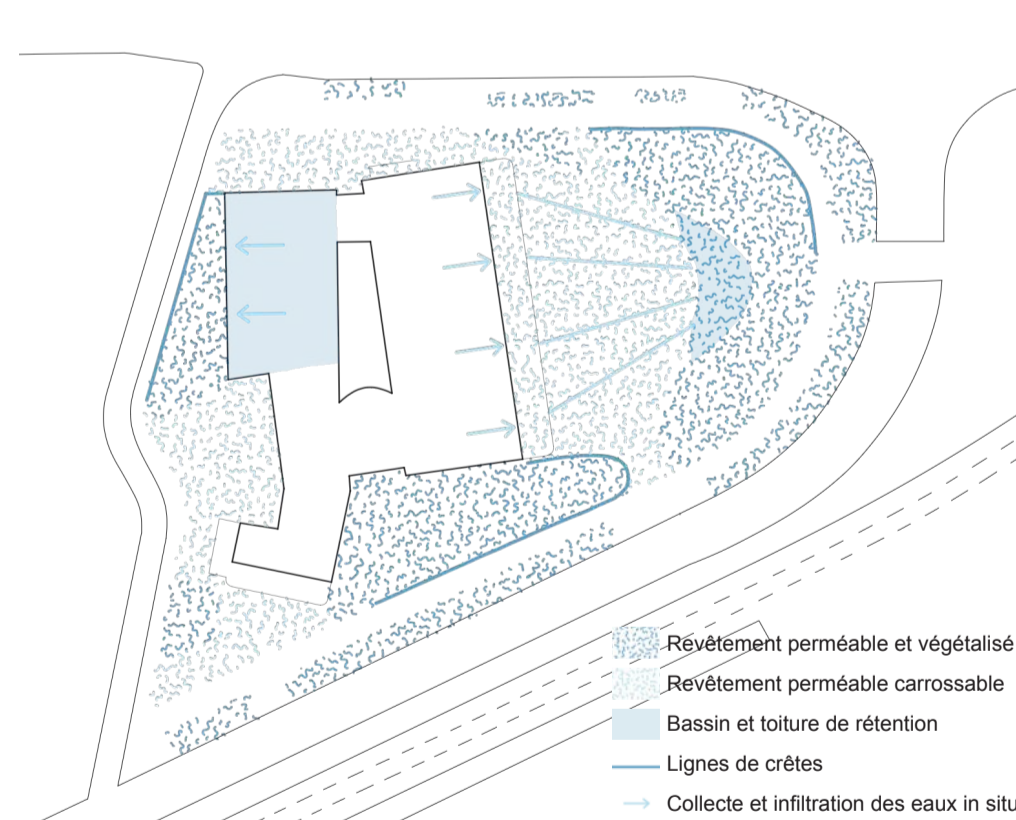 Revêtement perméable et végétalisé
Revêtement perméable carrossable
Bassin et toiture de rétention
Lignes de crêtes
Collecte et infiltration des eaux in situ